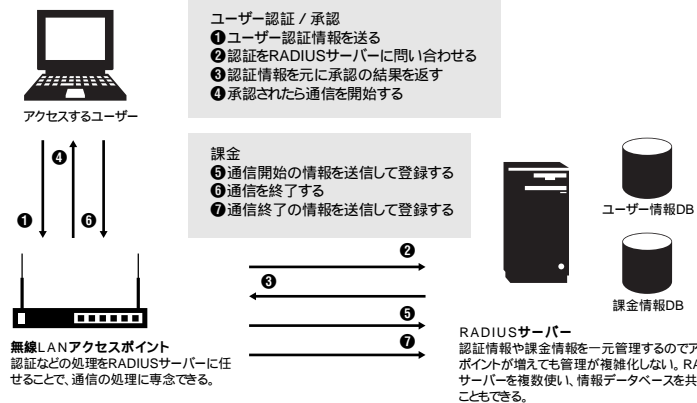 ユーザー認証 / 承認
❶ユーザー認証情報を送る
❷認証をRADIUSサーバーに問い合わせる
❸認証情報を元に承認の結果を返す
❹承認されたら通信を開始する
アクセスするユーザー
課金
❺通信開始の情報を送信して登録する
❻通信を終了する
❼通信終了の情報を送信して登録する
❹
❶
❻
ユーザー情報DB
❷
❸
❺
❼
課金情報DB
無線LANアクセスポイント
認証などの処理をRADIUSサーバーに任
せることで、通信の処理に専念できる。
RADIUSサーバー
認証情報や課金情報を一元管理するのでア
ポイントが増えても管理が複雑化しない。RA
サーバーを複数使い、情報データベースを共
こともできる。